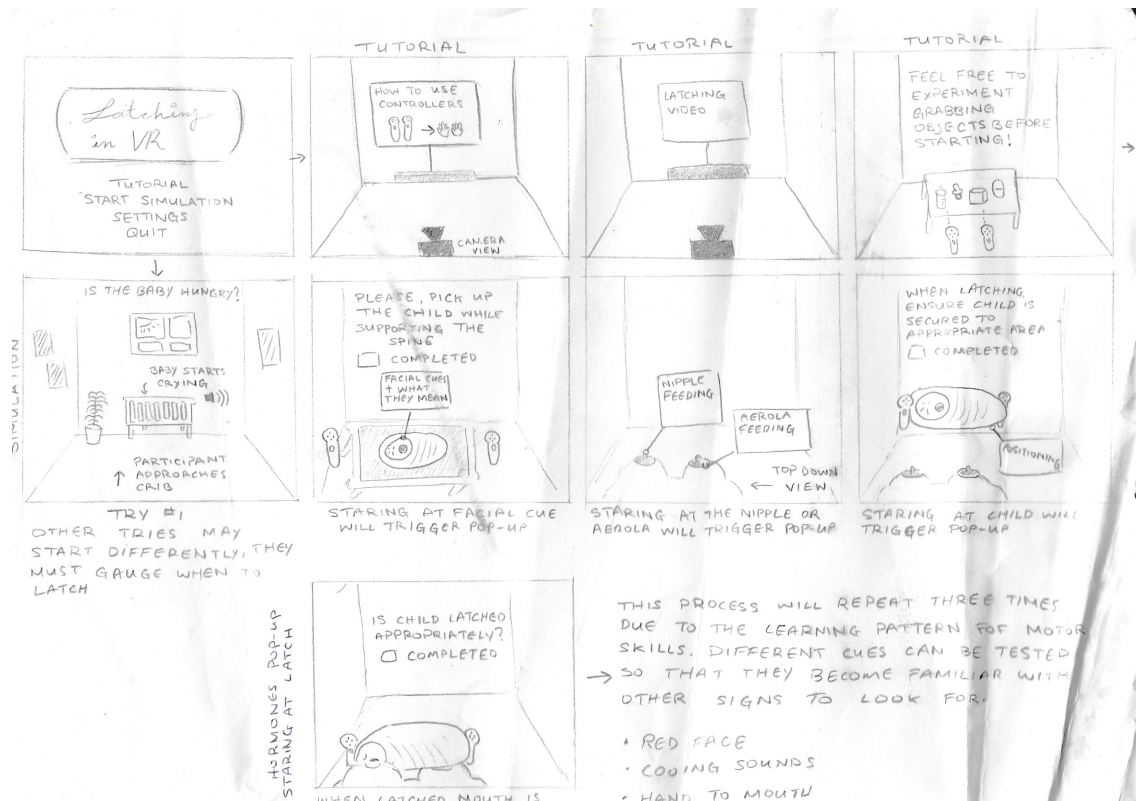 TUTORIAL
TUTORIAL
TUTORIAL
Latching
in VR
TUTORIAL
START SIMULATION
SETTINGS
QUIT
HOW TO USE
CONTROLLERS
CAMERA
VIEW
LATCHING
VIDEO
FEEL FREE TO
EXPERIMENT
GRABBING
OBJECTS BEFORE
STARTING!
SIMULATION
IS THE BABY HUNGRY?
BABY STARTS
CRYING
PARTICIPANT
APPROACHES
CRIB
TRY #1
OTHER TRIES MAY
START DIFFERENTLY, THEY
MUST GAUGE WHEN TO
LATCH
PLEASE, PICK UP
THE CHILD WHILE
SUPPORTING THE
SPINE
COMPLETED
FACIAL CUES
+ WHAT
THEY MEAN
STARING AT FACIAL CUE
WILL TRIGGER POP-UP
NIPPLE
FEEDING
AEROLA
FEEDING
TOP DOWN
VIEW
STARING AT THE NIPPLE OR
AEROLA WILL TRIGGER POP-UP
WHEN LATCHING,
ENSURE CHILD IS
SECURED TO
APPROPRIATE AREA
COMPLETED
POSITIONING
STARING AT CHILD WILL
TRIGGER POP-UP
HORMONES POP-UP
STARING AT LATCH
IS CHILD LATCHED
APPROPRIATELY?
COMPLETED
WHEN LATCHED MOUTH IS
THIS PROCESS WILL REPEAT THREE TIMES
DUE TO THE LEARNING PATTERN FOF MOTOR
SKILLS. DIFFERENT CUES CAN BE TESTED
SO THAT THEY BECOME FAMILIAR WITH
OTHER SIGNS TO LOOK FOR.
• RED FACE
• COOING SOUNDS
• HAND TO MOUTH